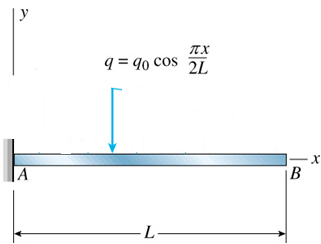 y
q = q₀ cos πx/2L
x
A
B
L